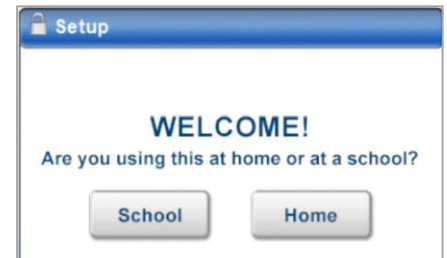 Setup
WELCOME!
Are you using this at home or at a school?
School Home